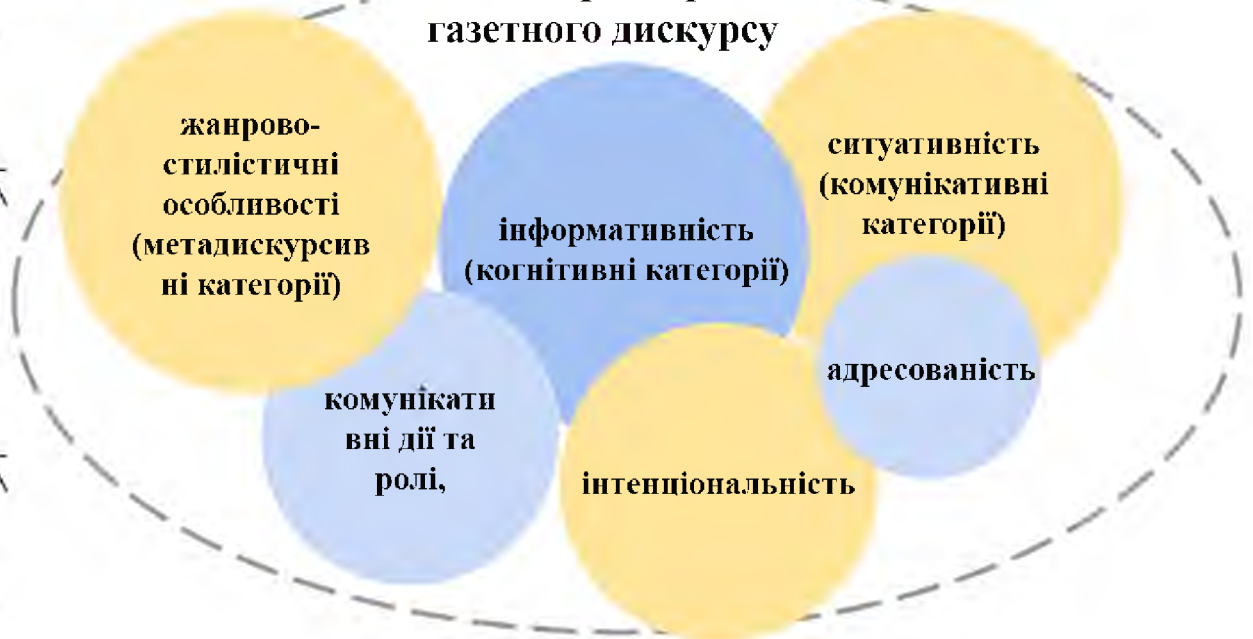 газетного дискурсу
жанрово-
стилістичні
особливості
(метадискурсив
ні категорії)
інформативність
(когнітивні категорії)
ситуативність
(комунікативні
категорії)
комунікати
вні дії та
ролі,
інтенціональність
адресованість